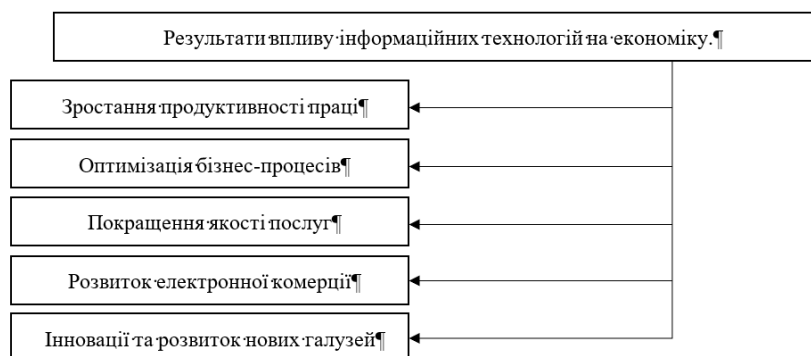 Результати впливу інформаційних технологій на економіку.¶
Зростання продуктивності праці¶
Оптимізація бізнес-процесів¶
Покращення якості послуг¶
Розвиток електронної комерції¶
Інновації та розвиток нових галузей¶